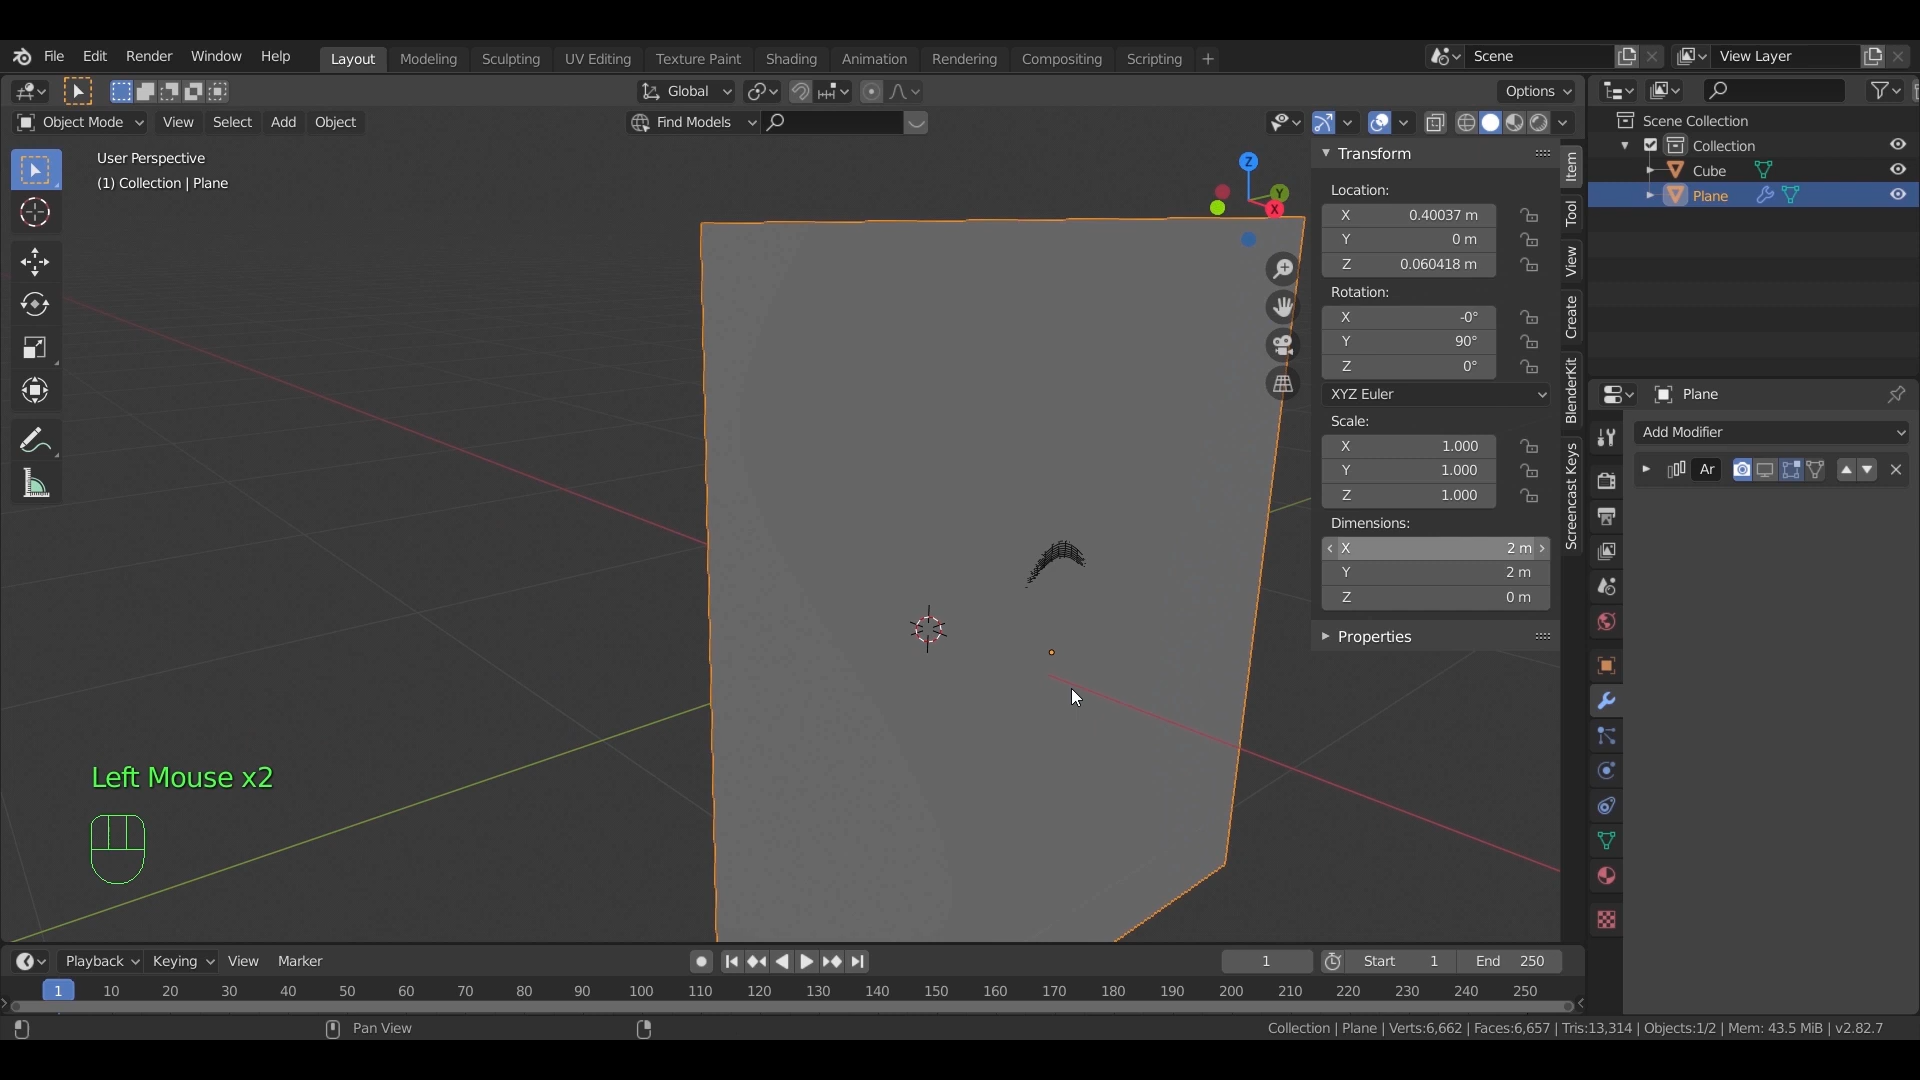 File Edit Render Window Help Layout Modeling Sculpting UV Editing Texture Paint Shading Animation Rendering Compositing Scripting + Scene View Layer
Global Options
Object Mode View Select Add Object Find Models
User Perspective
(1) Collection | Plane
Z
Y
X
Transform
Location:
X 0.40037 m
Y 0 m
Z 0.060418 m
Rotation:
X -0°
Y 90°
Z 0°
XYZ Euler
Scale:
X 1.000
Y 1.000
Z 1.000
Dimensions:
X 2 m
Y 2 m
Z 0 m
Properties
Item
Tool
View
Create
BlenderKit
Screencast Keys
Scene Collection
Collection
Cube
Plane
Plane
Add Modifier
Ar
Left Mouse x2
Playback Keying View Marker 1 Start 1 End 250
1 10 20 30 40 50 60 70 80 90 100 110 120 130 140 150 160 170 180 190 200 210 220 230 240 250
Pan View
Collection | Plane | Verts:6,662 | Faces:6,657 | Tris:13,314 | Objects:1/2 | Mem: 43.5 MiB | v2.82.7